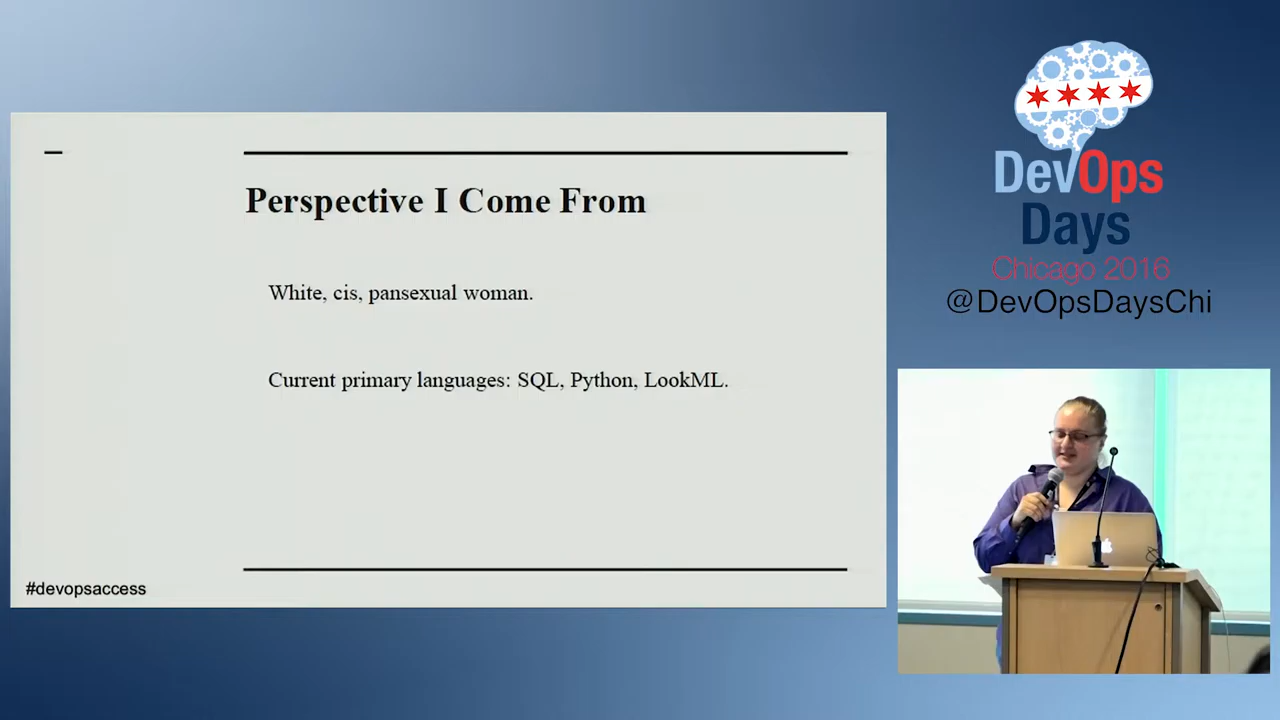 Perspective I Come From
White, cis, pansexual woman.
Current primary languages: SQL, Python, LookML.
#devopsaccess
DevOps
Days
Chicago 2016
@DevOpsDaysChi